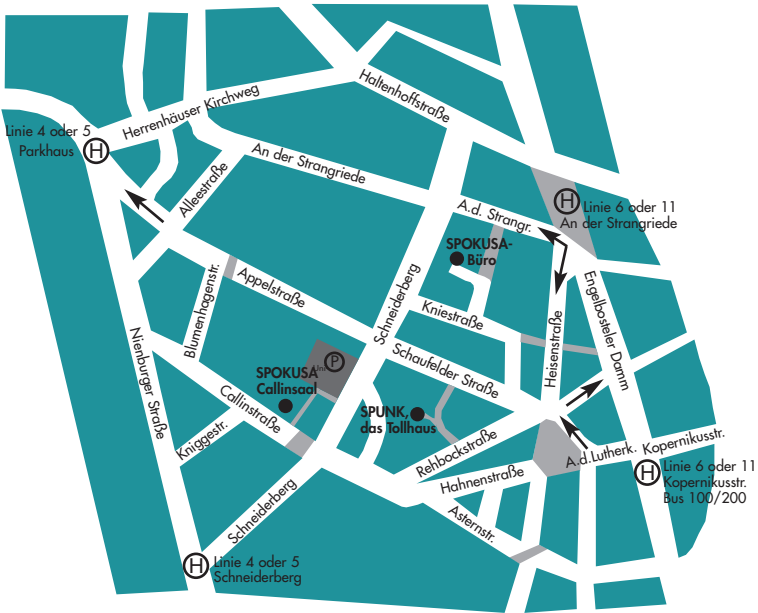 Haltenhoffstraße
Herrenhäuser Kirchweg
Linie 4 oder 5
H
Parkhaus
An der Strangriede
Alleestraße
A.d. Strangr.
H
Linie 6 oder 11
An der Strangriede
SPOKUSA-
Büro
Appelstraße
Blumenhagenstr.
Schneiderberg
Kniestraße
Engelbosteler Damm
Heisenstraße
Nienburger Straße
P
SPOKUSA
Callinsaal
Schaufelder Straße
Callinstraße
SPUNK,
das Tollhaus
Kniggestr.
Rehbockstraße
A.d.Lutherk.
Kopernikusstr.
Hahnenstraße
H
Linie 6 oder 11
Kopernikusstr.
Bus 100/200
Schneiderberg
Asternstr.
H
Linie 4 oder 5
Schneiderberg